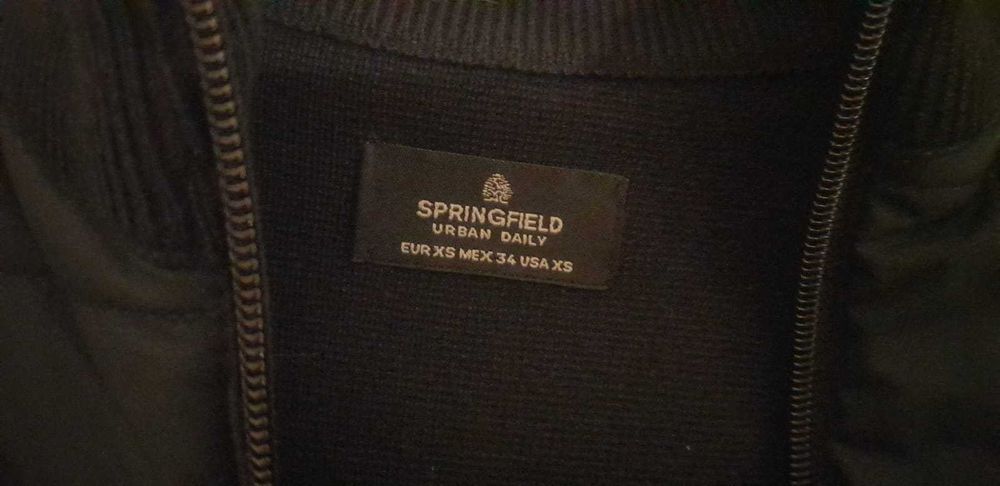 SPRINGFIELD
URBAN DAILY
EUR XS MEX 34 USA XS